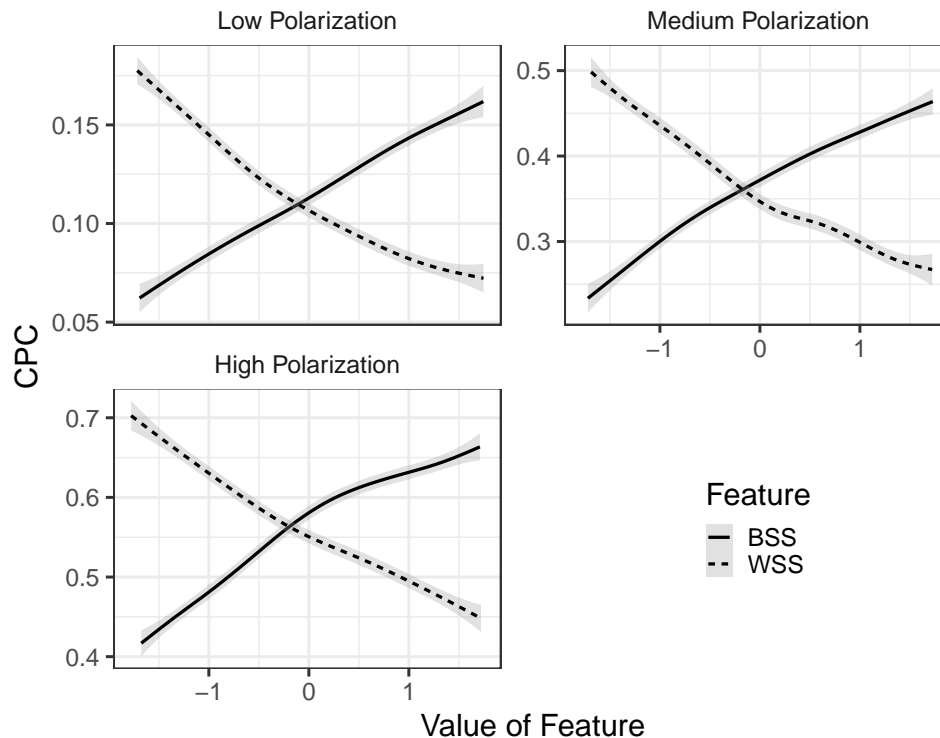 Low Polarization
Medium Polarization
0.15
0.10
0.05
0.5
0.4
0.3
−1 0 1
High Polarization
CPC
0.7
0.6
0.5
0.4
−1 0 1
Feature
BSS
WSS
Value of Feature